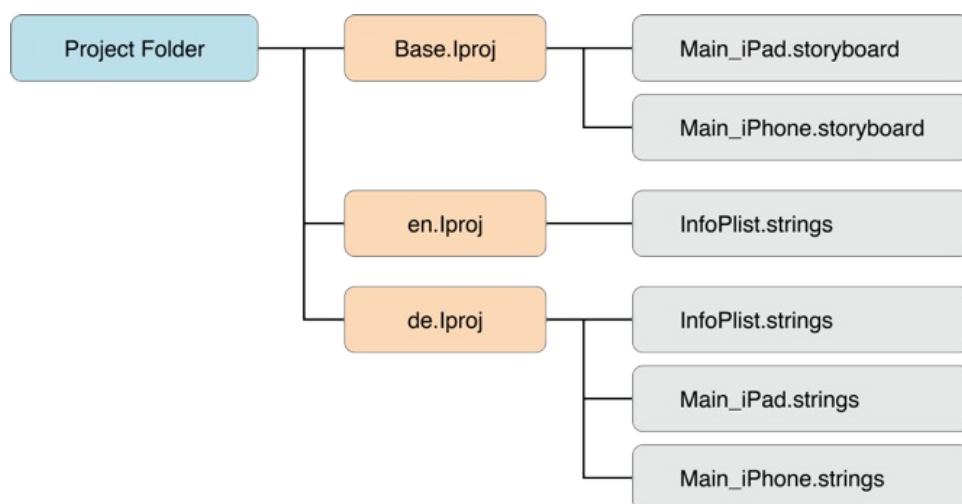 Project Folder
Base.lproj
Main_iPad.storyboard
Main_iPhone.storyboard
en.lproj
InfoPlist.strings
de.lproj
InfoPlist.strings
Main_iPad.strings
Main_iPhone.strings